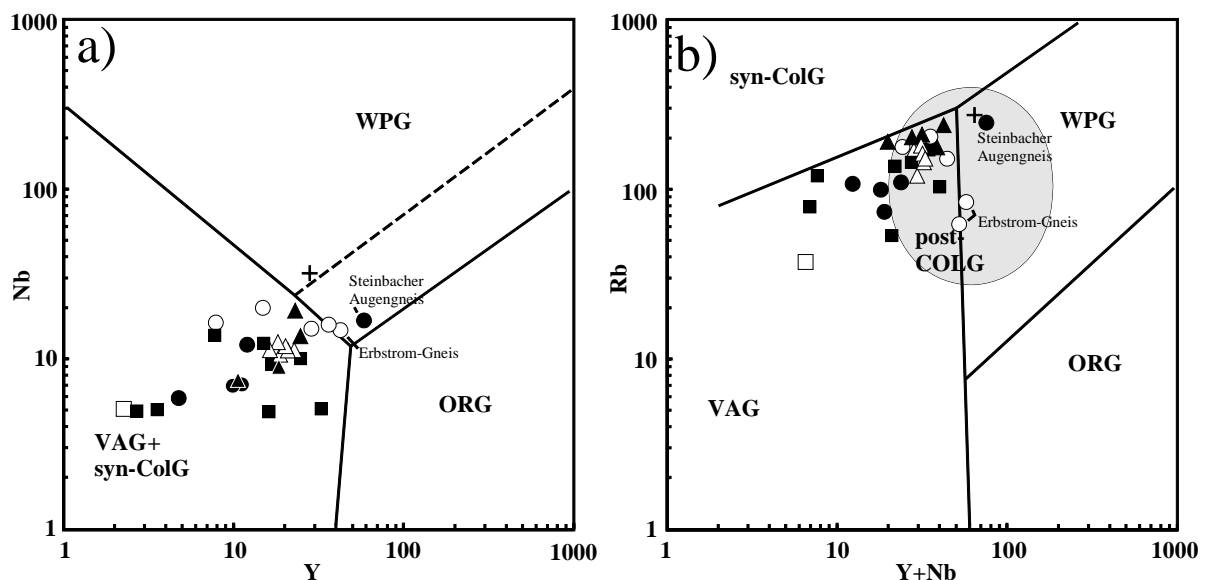 a)
1000
100
10
1
Nb
WPG
Steinbacher
Augengneis
Erbstrom-Gneis
ORG
VAG+
syn-ColG
1
10
100
1000
Y
b)
1000
100
10
1
Rb
syn-ColG
WPG
Steinbacher
Augengneis
Erbstrom-Gneis
post-
COLG
ORG
VAG
1
10
100
1000
Y+Nb